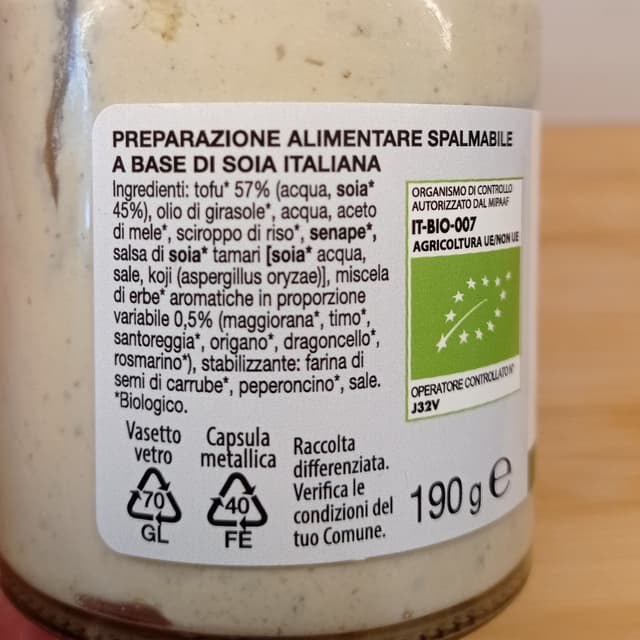 PREPARAZIONE ALIMENTARE SPALMABILE
A BASE DI SOIA ITALIANA
Ingredienti: tofu* 57% (acqua, soia*
45%), olio di girasole*, acqua, aceto
di mele*, sciroppo di riso*, senape*,
salsa di soia* tamari [soia* acqua,
sale, koji (aspergillus oryzae)], miscela
di erbe* aromatiche in proporzione
variabile 0,5% (maggiorana*, timo*,
santoreggia*, origano*, dragoncello*,
rosmarino*), stabilizzante: farina di
semi di carrube*, peperoncino*, sale.
*Biologico.
ORGANISMO DI CONTROLLO
AUTORIZZATO DAL MIPAAF
IT-BIO-007
AGRICOLTURA UE/NON UE
OPERATORE CONTROLLATO N°
J32V
Vasetto
vetro
70
GL
Capsula
metallica
40
FE
Raccolta
differenziata.
Verifica le
condizioni del
tuo Comune.
190 g e